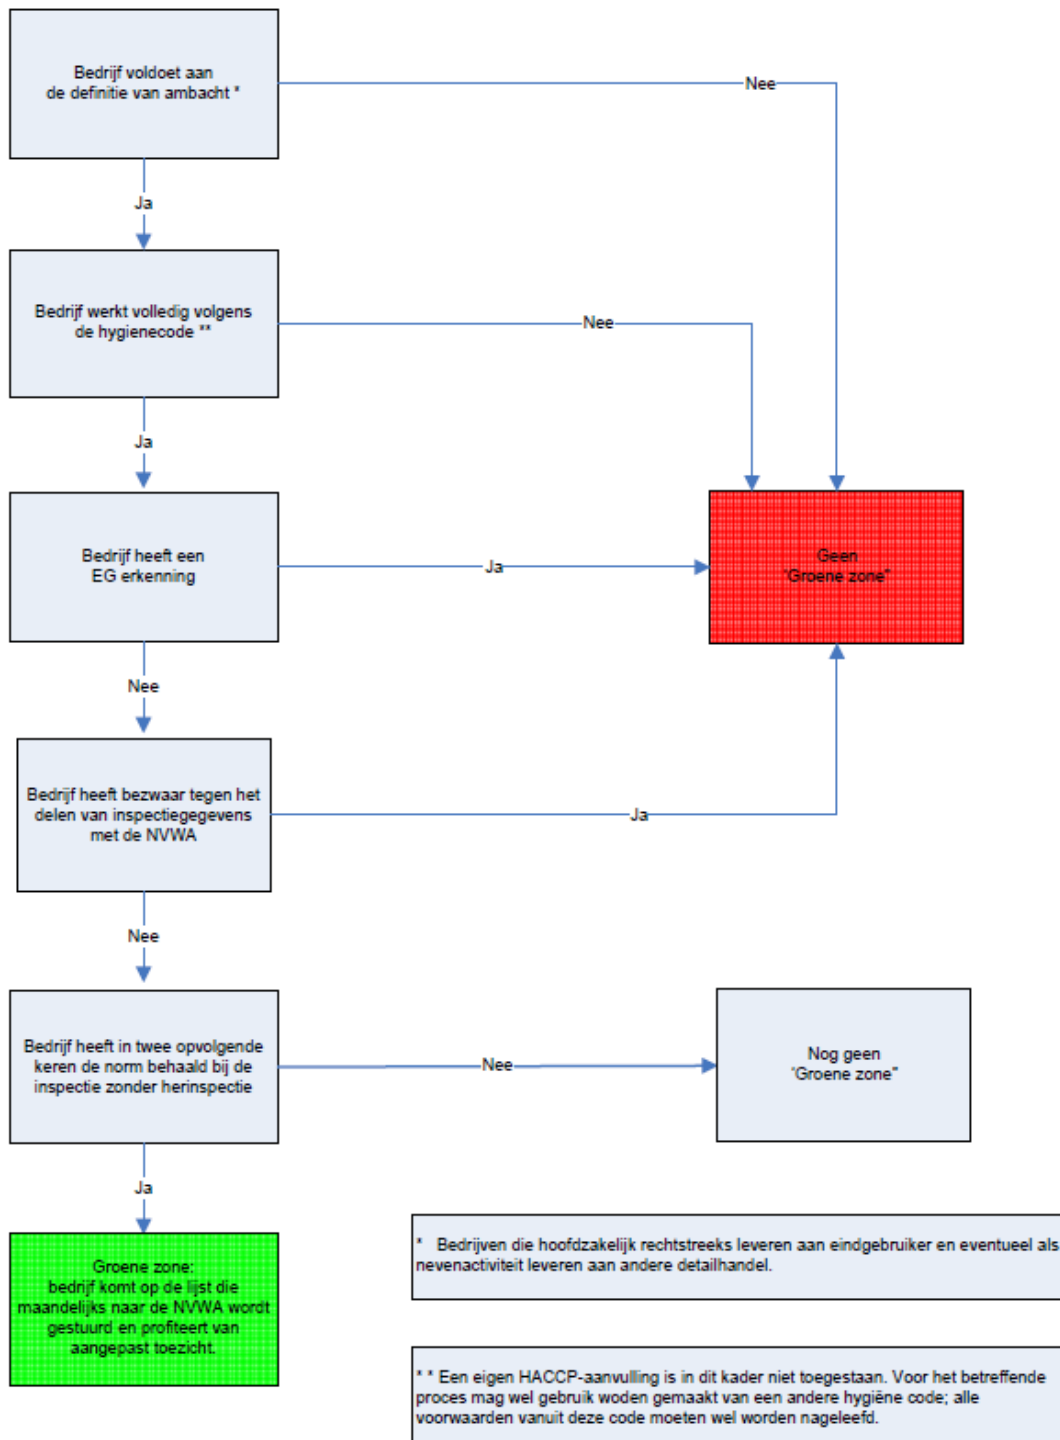 Bedrijf voldoet aan
de definitie van ambacht *
Nee
Ja
Bedrijf werkt volledig volgens
de hygienecode **
Nee
Ja
Bedrijf heeft een
EG erkenning
Ja
Geen
"Groene zone"
Nee
Bedrijf heeft bezwaar tegen het
delen van inspectiegegevens
met de NVWA
Ja
Nee
Bedrijf heeft in twee opvolgende
keren de norm behaald bij de
inspectie zonder herinspectie
Nee
Nog geen
"Groene zone"
Ja
Groene zone:
bedrijf komt op de lijst die
maandelijks naar de NVWA wordt
gestuurd en profiteert van
aangepast toezicht.
* Bedrijven die hoofdzakelijk rechtstreeks leveren aan eindgebruiker en eventueel als
nevenactiviteit leveren aan andere detailhandel.
* * Een eigen HACCP-aanvulling is in dit kader niet toegestaan. Voor het betreffende
proces mag wel gebruik woden gemaakt van een andere hygiëne code; alle
voorwaarden vanuit deze code moeten wel worden nageleefd.